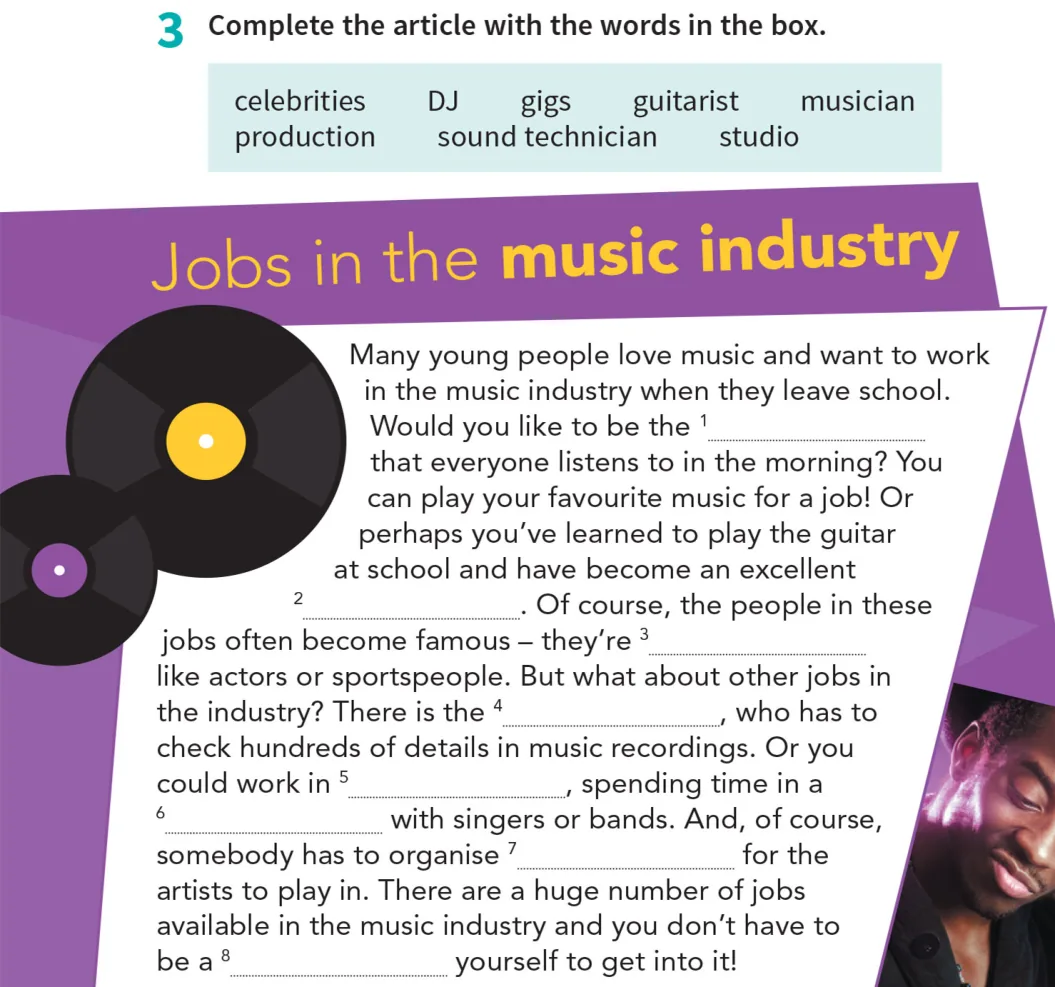 3 Complete the article with the words in the box.
celebrities DJ gigs guitarist musician
production sound technician studio
Jobs in the music industry
Many young people love music and want to work
in the music industry when they leave school.
Would you like to be the 1
that everyone listens to in the morning? You
can play your favourite music for a job! Or
perhaps you’ve learned to play the guitar
at school and have become an excellent
2 . Of course, the people in these
jobs often become famous – they’re 3
like actors or sportspeople. But what about other jobs in
the industry? There is the 4 , who has to
check hundreds of details in music recordings. Or you
could work in 5 , spending time in a
6 with singers or bands. And, of course,
somebody has to organise 7 for the
artists to play in. There are a huge number of jobs
available in the music industry and you don’t have to
be a 8 yourself to get into it!